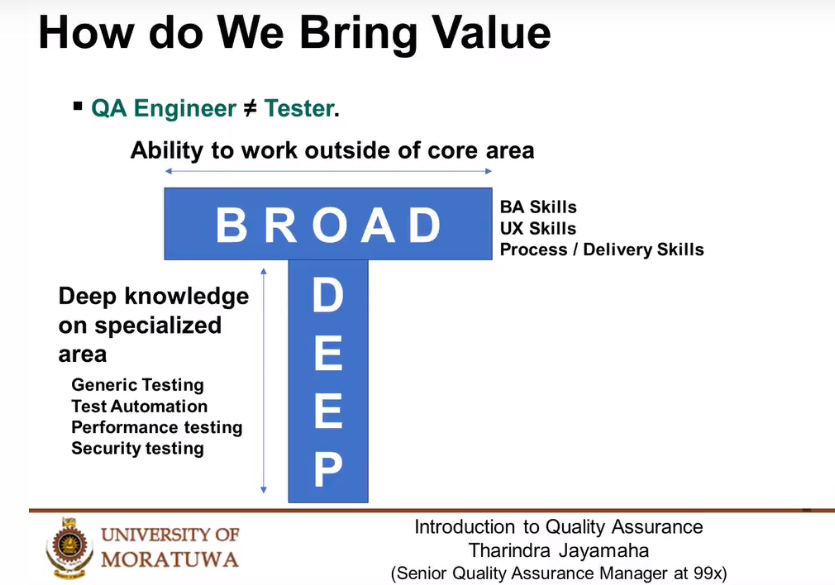 How do We Bring Value
▪ QA Engineer ≠ Tester.
Ability to work outside of core area
BROAD
BA Skills
UX Skills
Process / Delivery Skills
DEEP
Deep knowledge
on specialized
area
Generic Testing
Test Automation
Performance testing
Security testing
UNIVERSITY OF
MORATUWA
Introduction to Quality Assurance
Tharindra Jayamaha
(Senior Quality Assurance Manager at 99x)